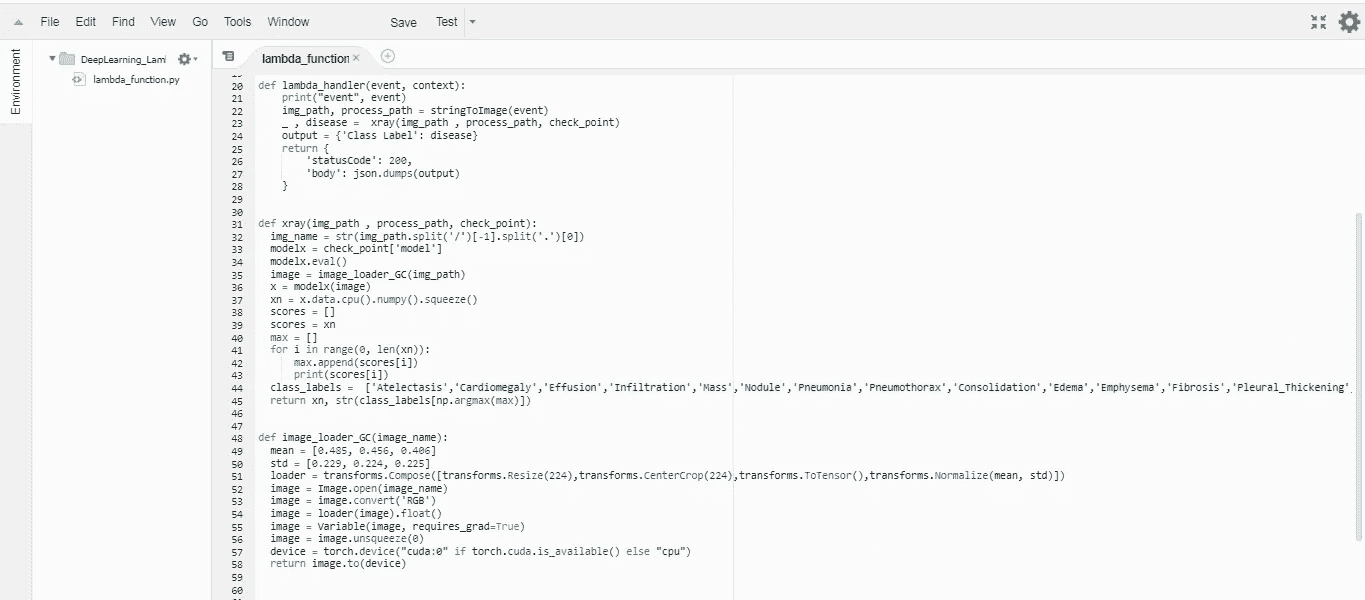 File Edit Find View Go Tools Window Save Test
Environment
DeepLearning_Lam
lambda_function.py
lambda_function
20 def lambda_handler(event, context):
21 print("event", event)
22 img_path, process_path = stringToImage(event)
23 _ , disease = xray(img_path , process_path, check_point)
24 output = {'Class Label': disease}
25 return {
26 'statusCode': 200,
27 'body': json.dumps(output)
28 }
29
30
31 def xray(img_path , process_path, check_point):
32 img_name = str(img_path.split('/')[-1].split('.')[0])
33 modelx = check_point['model']
34 modelx.eval()
35 image = image_loader_GC(img_path)
36 x = modelx(image)
37 xn = x.data.cpu().numpy().squeeze()
38 scores = []
39 scores = xn
40 max = []
41 for i in range(0, len(xn)):
42 max.append(scores[i])
43 print(scores[i])
44 class_labels = ['Atelectasis','Cardiomegaly','Effusion','Infiltration','Mass','Nodule','Pneumonia','Pneumothorax','Consolidation','Edema','Emphysema','Fibrosis','Pleural_Thickening'
45 return xn, str(class_labels[np.argmax(max)])
46
47
48 def image_loader_GC(image_name):
49 mean = [0.485, 0.456, 0.406]
50 std = [0.229, 0.224, 0.225]
51 loader = transforms.Compose([transforms.Resize(224),transforms.CenterCrop(224),transforms.ToTensor(),transforms.Normalize(mean, std)])
52 image = Image.open(image_name)
53 image = image.convert('RGB')
54 image = loader(image).float()
55 image = Variable(image, requires_grad=True)
56 image = image.unsqueeze(0)
57 device = torch.device("cuda:0" if torch.cuda.is_available() else "cpu")
58 return image.to(device)
59
60